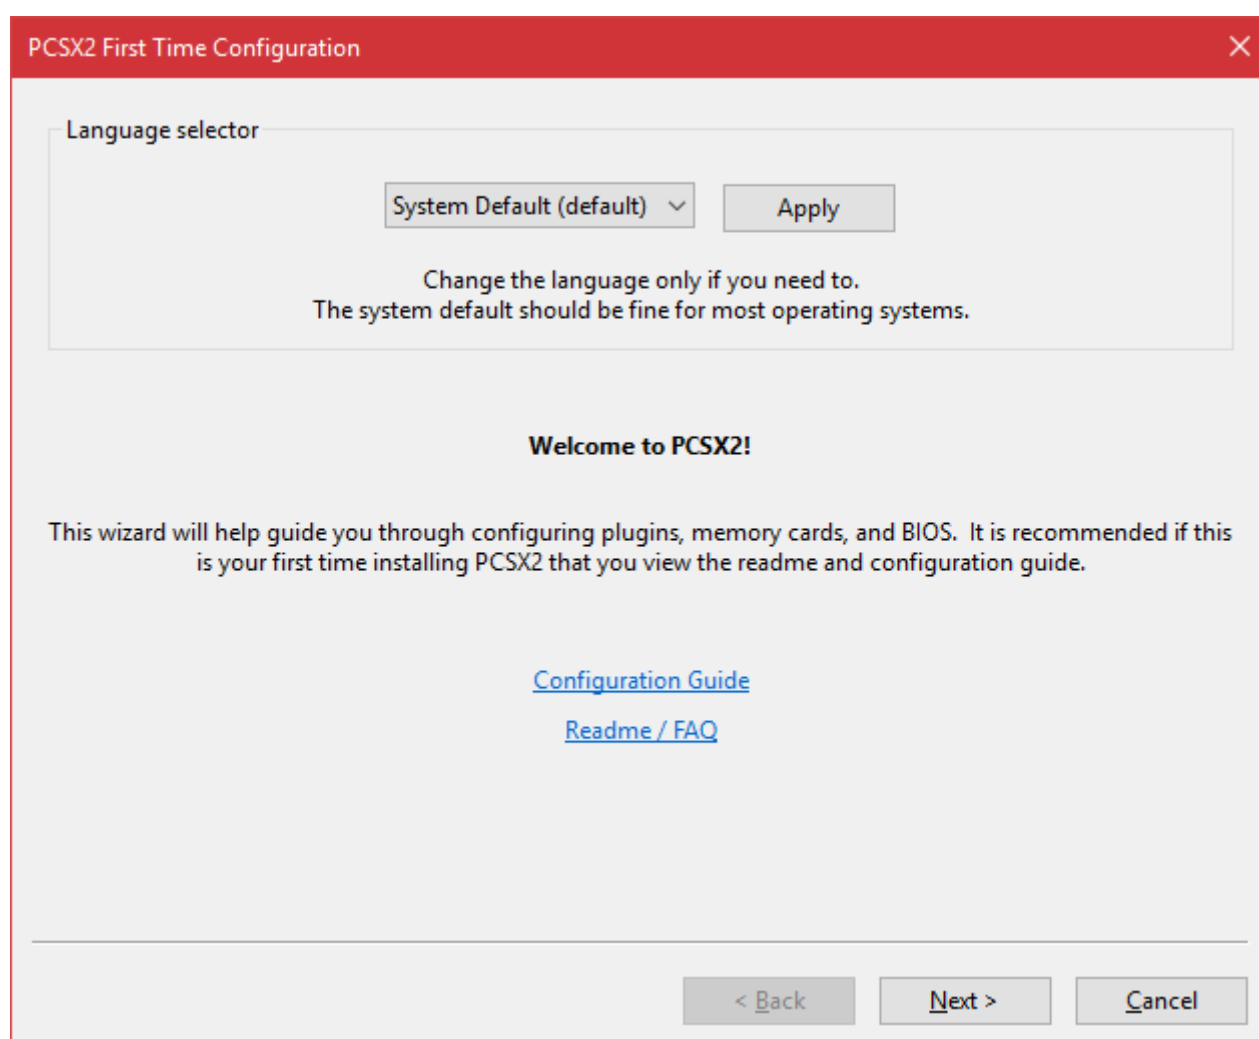 PCSX2 First Time Configuration
Language selector
System Default (default)
Apply
Change the language only if you need to.
The system default should be fine for most operating systems.
Welcome to PCSX2!
This wizard will help guide you through configuring plugins, memory cards, and BIOS.  It is recommended if this
is your first time installing PCSX2 that you view the readme and configuration guide.
Configuration Guide
Readme / FAQ
< Back
Next >
Cancel